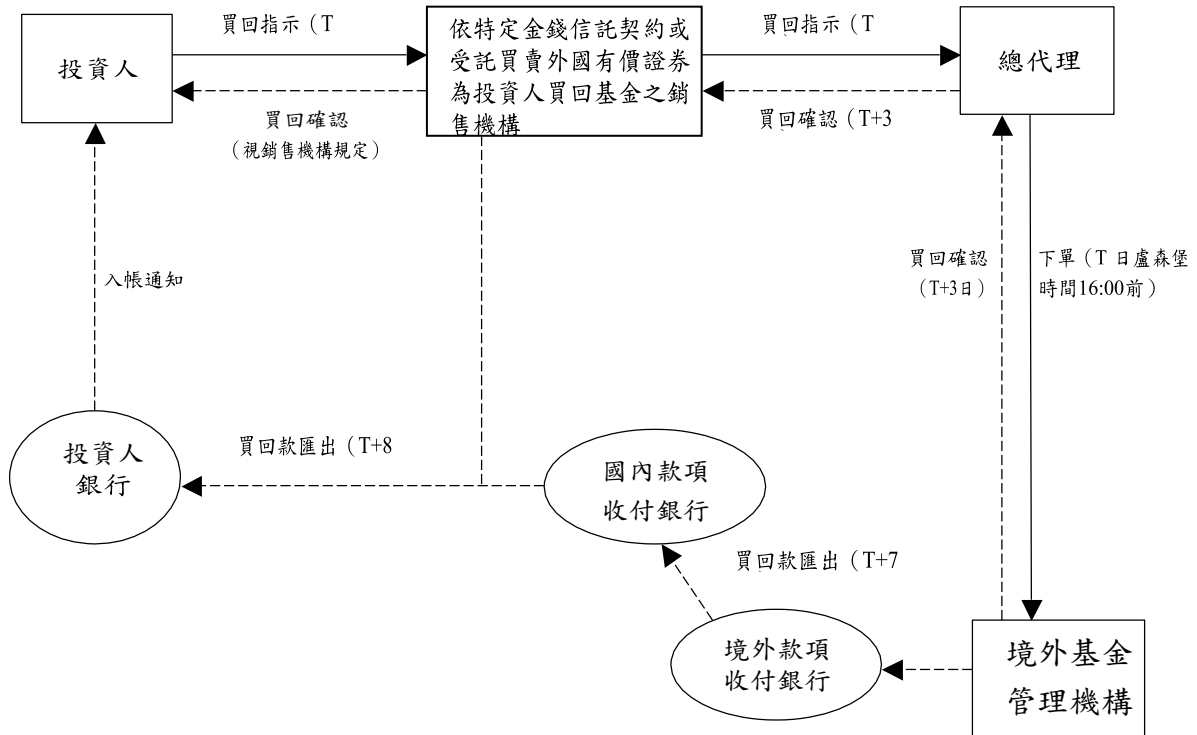 買回指示（T
買回指示（T
投資人
依特定金錢信託契約或
受託買賣外國有價證券
為投資人買回基金之銷
售機構
總代理
買回確認
（視銷售機構規定）
買回確認（T+3
入帳通知
買回確認
（T+3日）
下單（T 日盧森堡
時間16:00前）
投資人
銀行
買回款匯出（T+8
國內款項
收付銀行
買回款匯出（T+7
境外款項
收付銀行
境外基金
管理機構